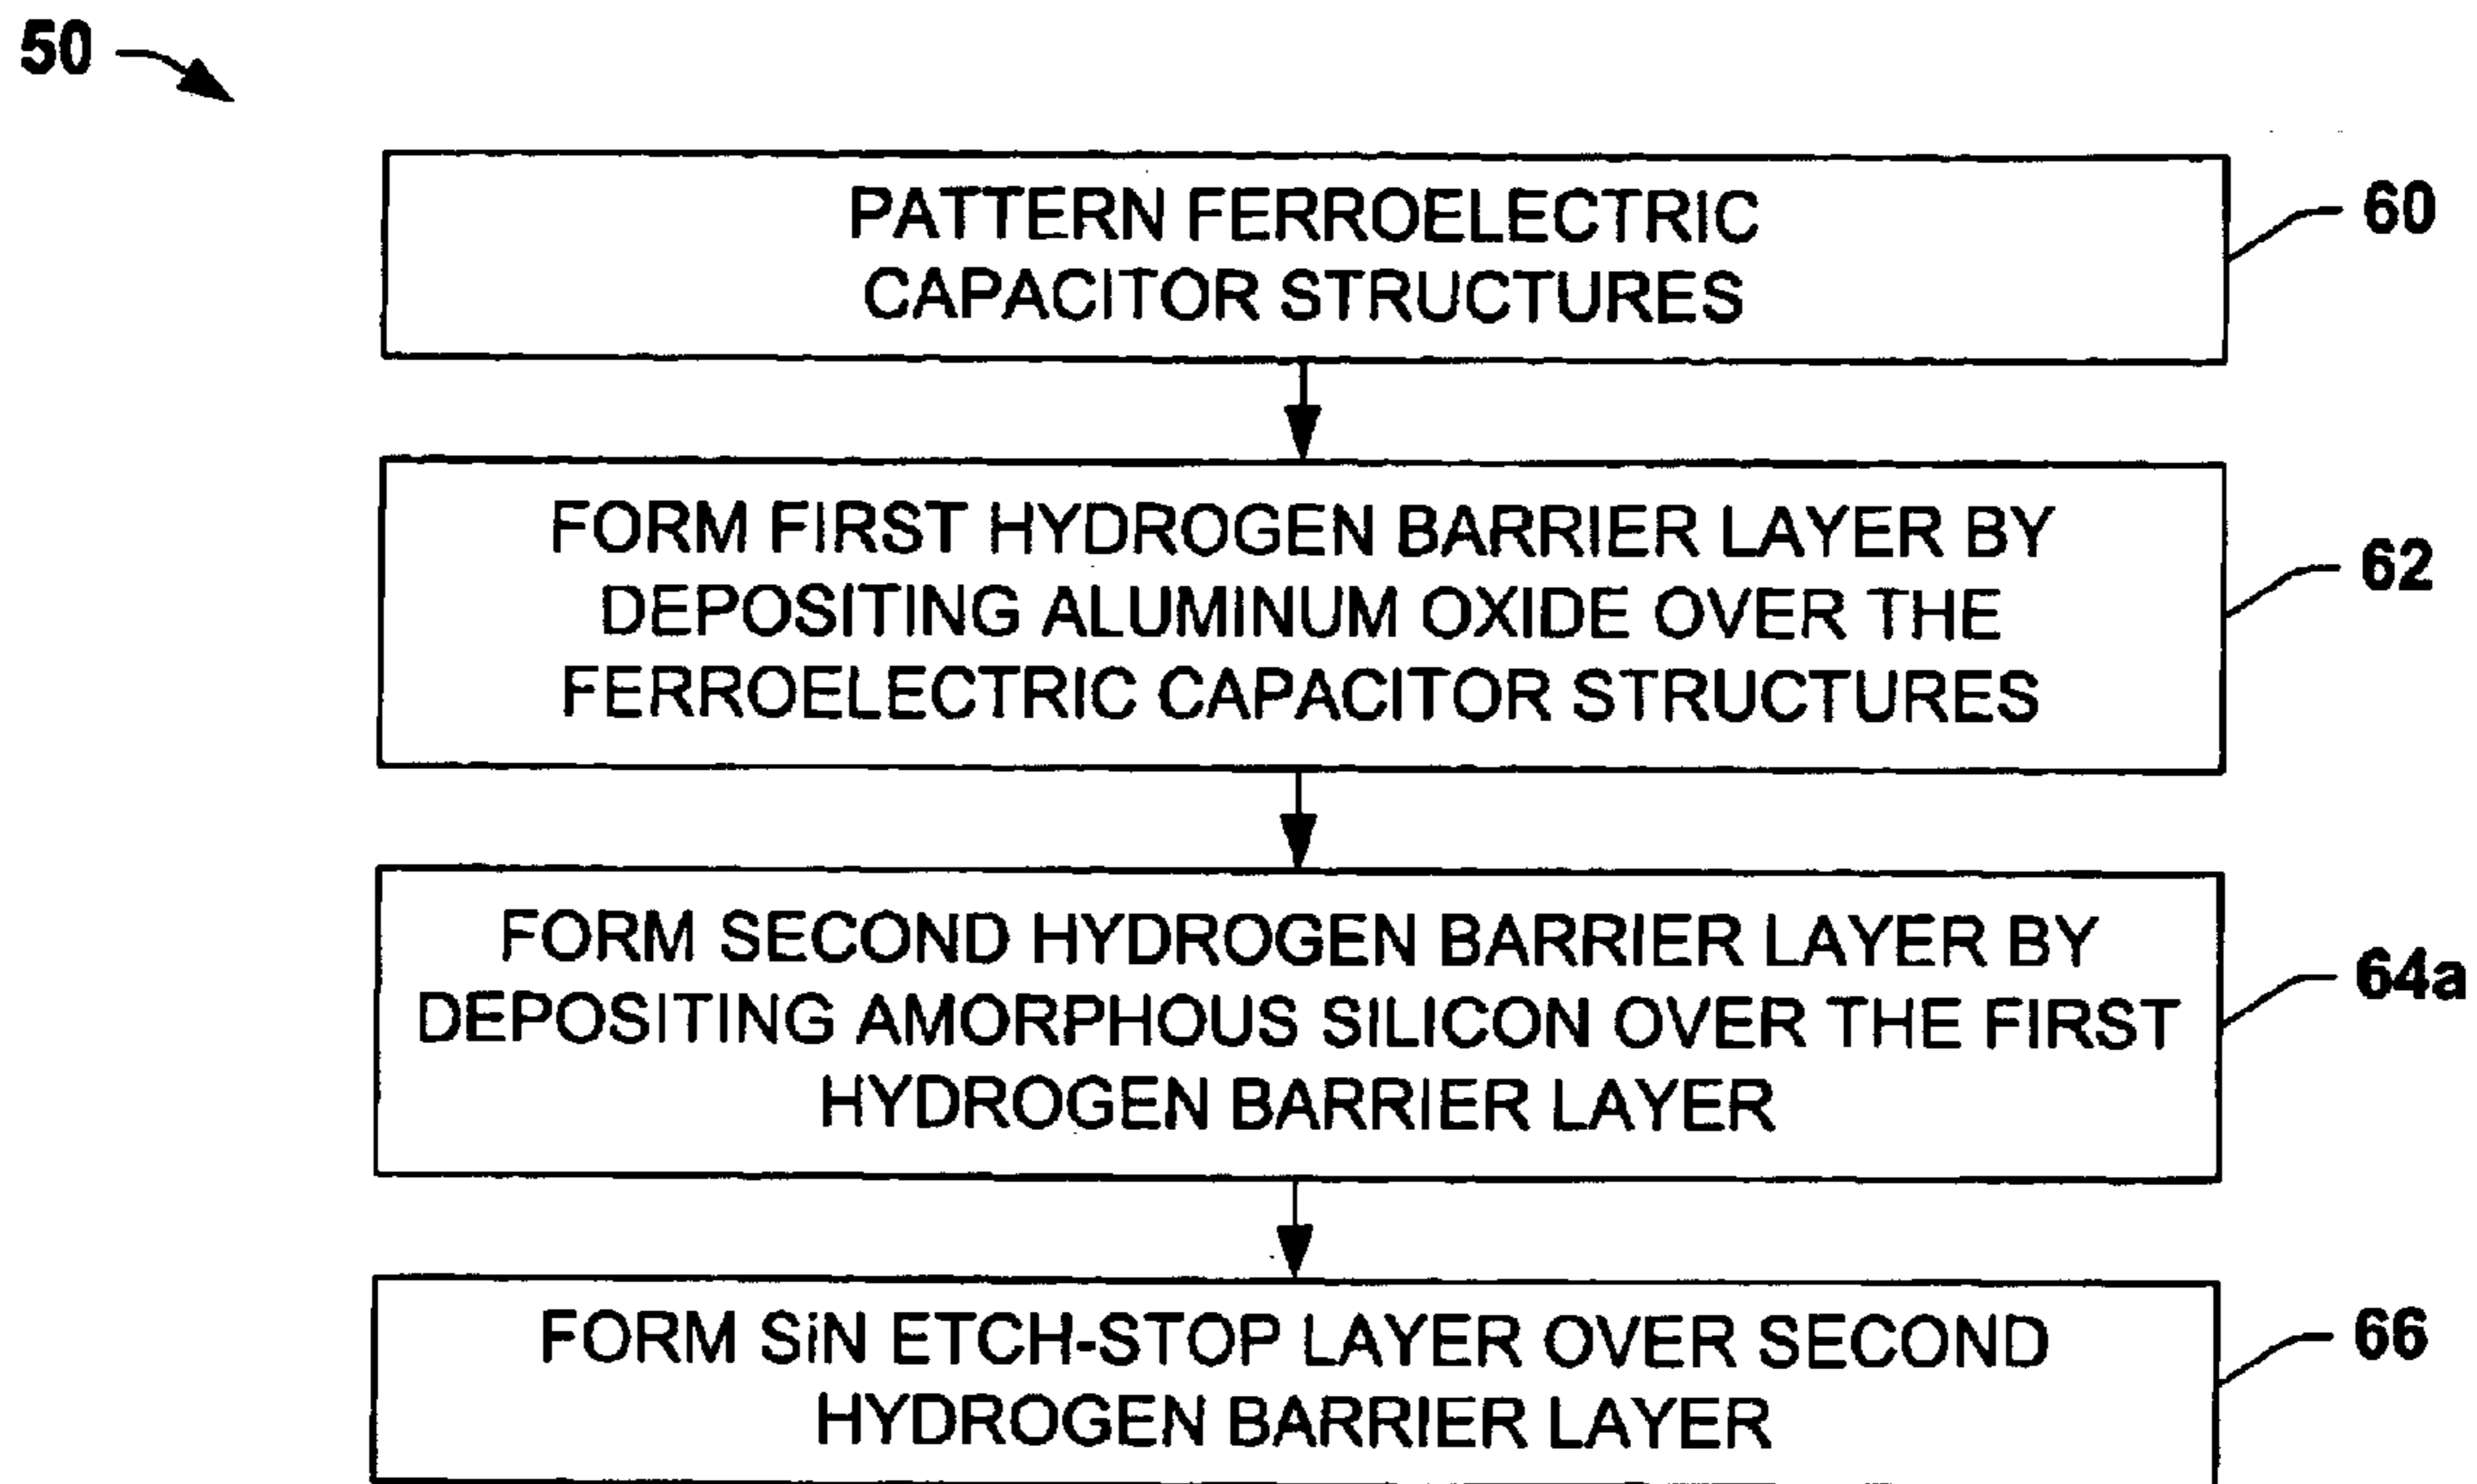 50
PATTERN FERROELECTRIC
CAPACITOR STRUCTURES
60
FORM FIRST HYDROGEN BARRIER LAYER BY
DEPOSITING ALUMINUM OXIDE OVER THE
FERROELECTRIC CAPACITOR STRUCTURES
62
FORM SECOND HYDROGEN BARRIER LAYER BY
DEPOSITING AMORPHOUS SILICON OVER THE FIRST
HYDROGEN BARRIER LAYER
64a
FORM SiN ETCH-STOP LAYER OVER SECOND
HYDROGEN BARRIER LAYER
66